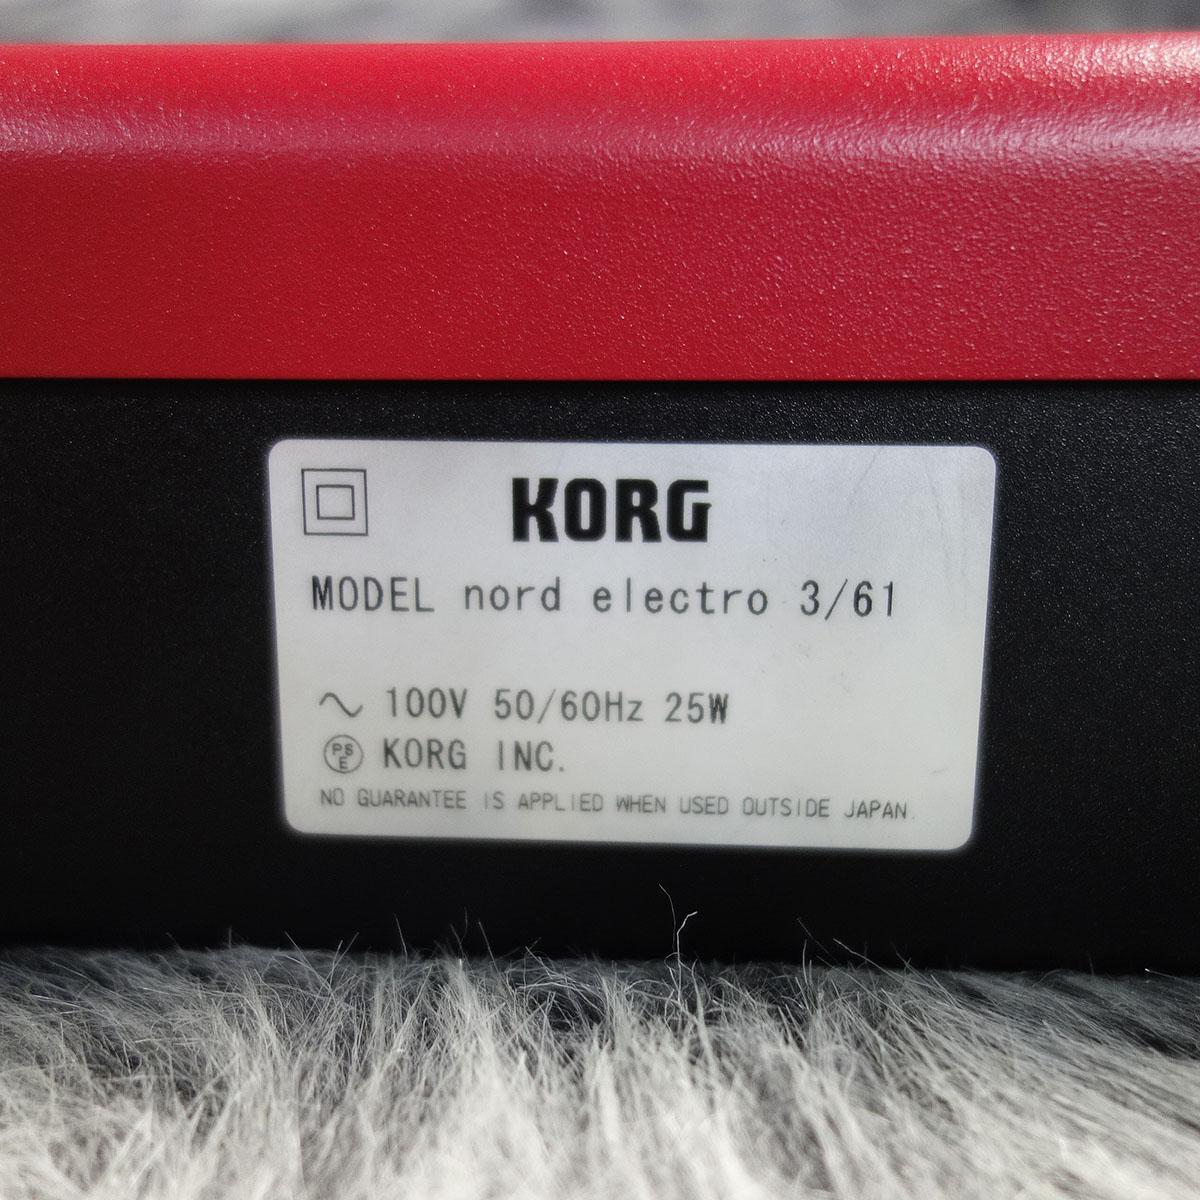 KORG
MODEL nord electro 3/61
100V 50/60Hz 25W
PSE KORG INC.
NO GUARANTEE IS APPLIED WHEN USED OUTSIDE JAPAN.